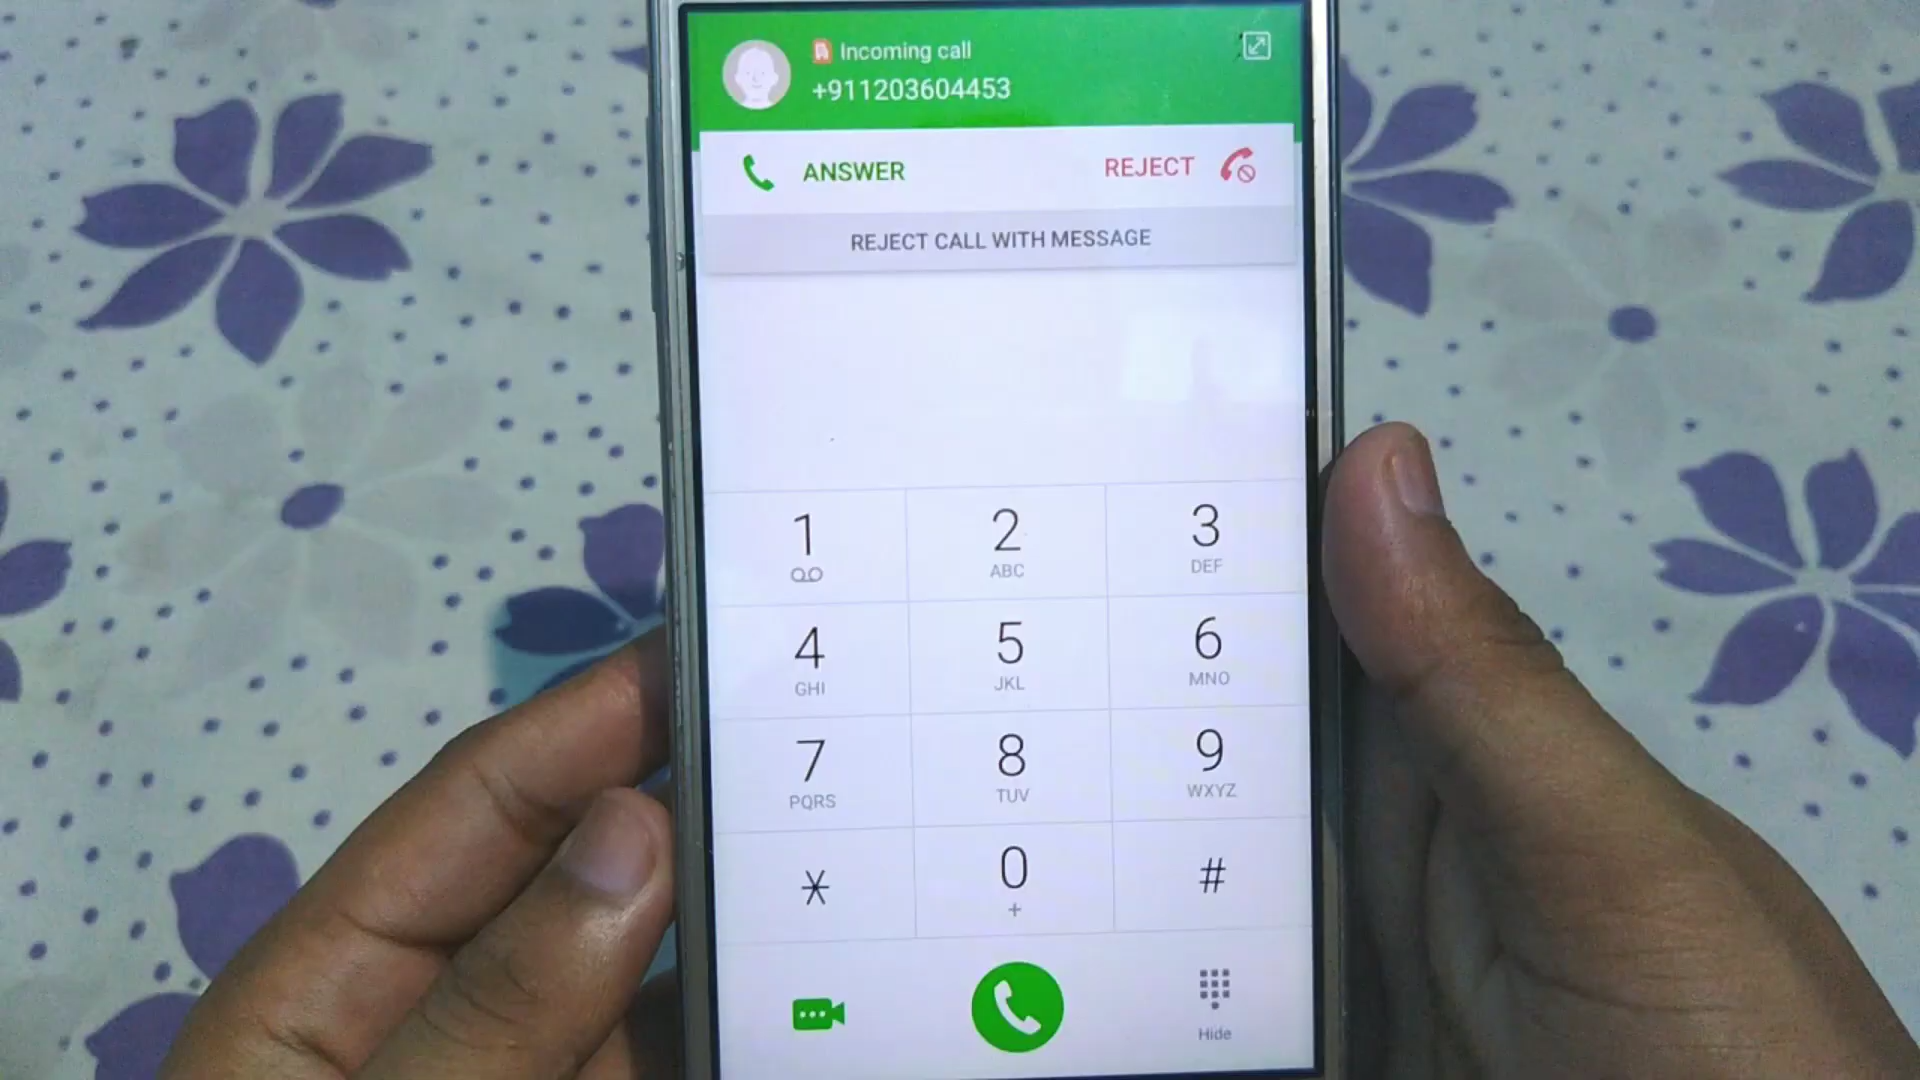 Incoming call
+911203604453
ANSWER
REJECT
REJECT CALL WITH MESSAGE
1
2
ABC
3
DEF
4
GHI
5
JKL
6
MNO
7
PQRS
8
TUV
9
WXYZ
*
0
+
#
Hide